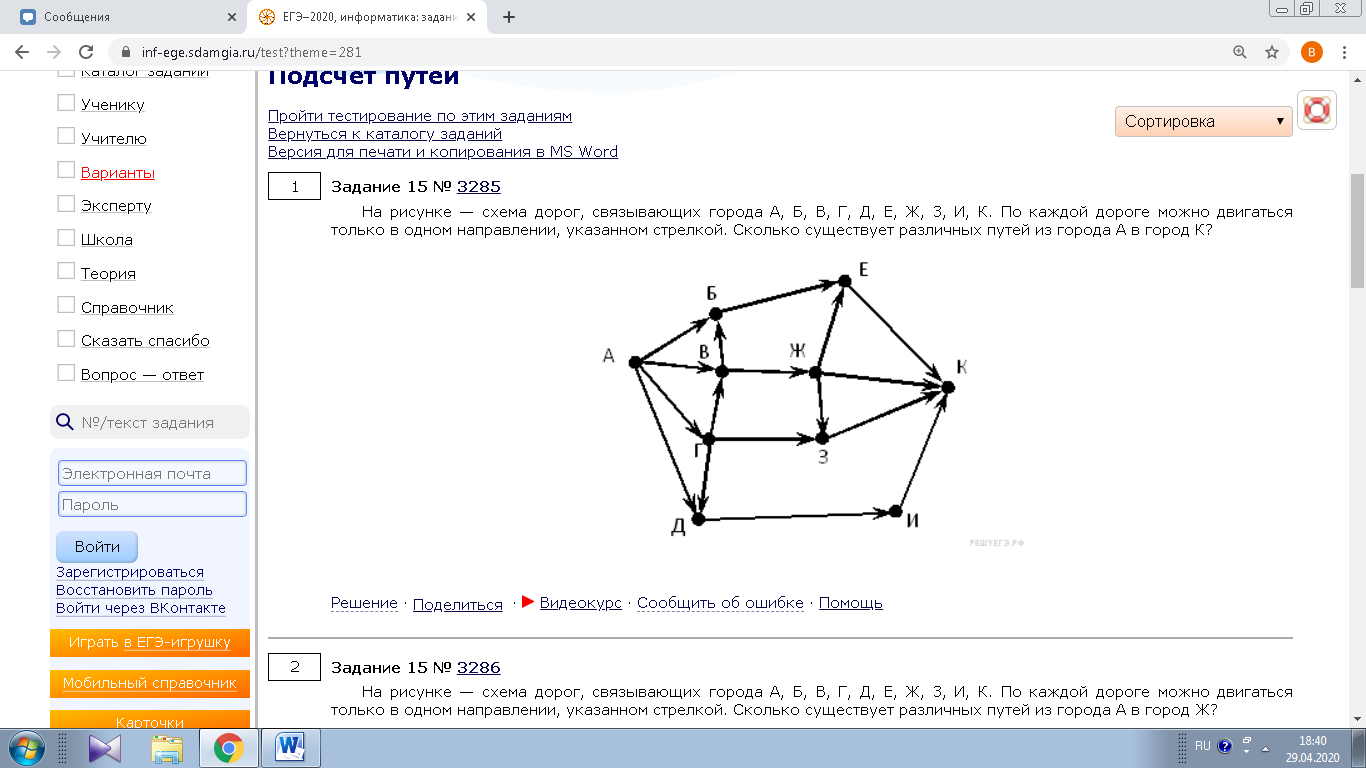 Сообщения
ЕГЭ–2020, информатика: задани
inf-ege.sdamgia.ru/test?theme=281
В
Каталог заданий
Ученику
Учителю
Варианты
Эксперту
Школа
Теория
Справочник
Сказать спасибо
Вопрос — ответ
№/текст задания
Электронная почта
Пароль
Войти
Зарегистрироваться
Восстановить пароль
Войти через ВКонтакте
Играть в ЕГЭ-игрушку
Мобильный справочник
Карточки
Подсчет путей
Пройти тестирование по этим заданиям
Вернуться к каталогу заданий
Версия для печати и копирования в MS Word
Сортировка
1
Задание 15 № 3285
На рисунке — схема дорог, связывающих города А, Б, В, Г, Д, Е, Ж, З, И, К. По каждой дороге можно двигаться
только в одном направлении, указанном стрелкой. Сколько существует различных путей из города А в город К?
Е
Б
А
В
Ж
К
Г
З
Д
И
РЕШУЕГЭ.РФ
Решение · Поделиться · Видеокурс · Сообщить об ошибке · Помощь
2
Задание 15 № 3286
На рисунке — схема дорог, связывающих города А, Б, В, Г, Д, Е, Ж, З, И, К. По каждой дороге можно двигаться
только в одном направлении, указанном стрелкой. Сколько существует различных путей из города А в город Ж?
RU
18:40
29.04.2020